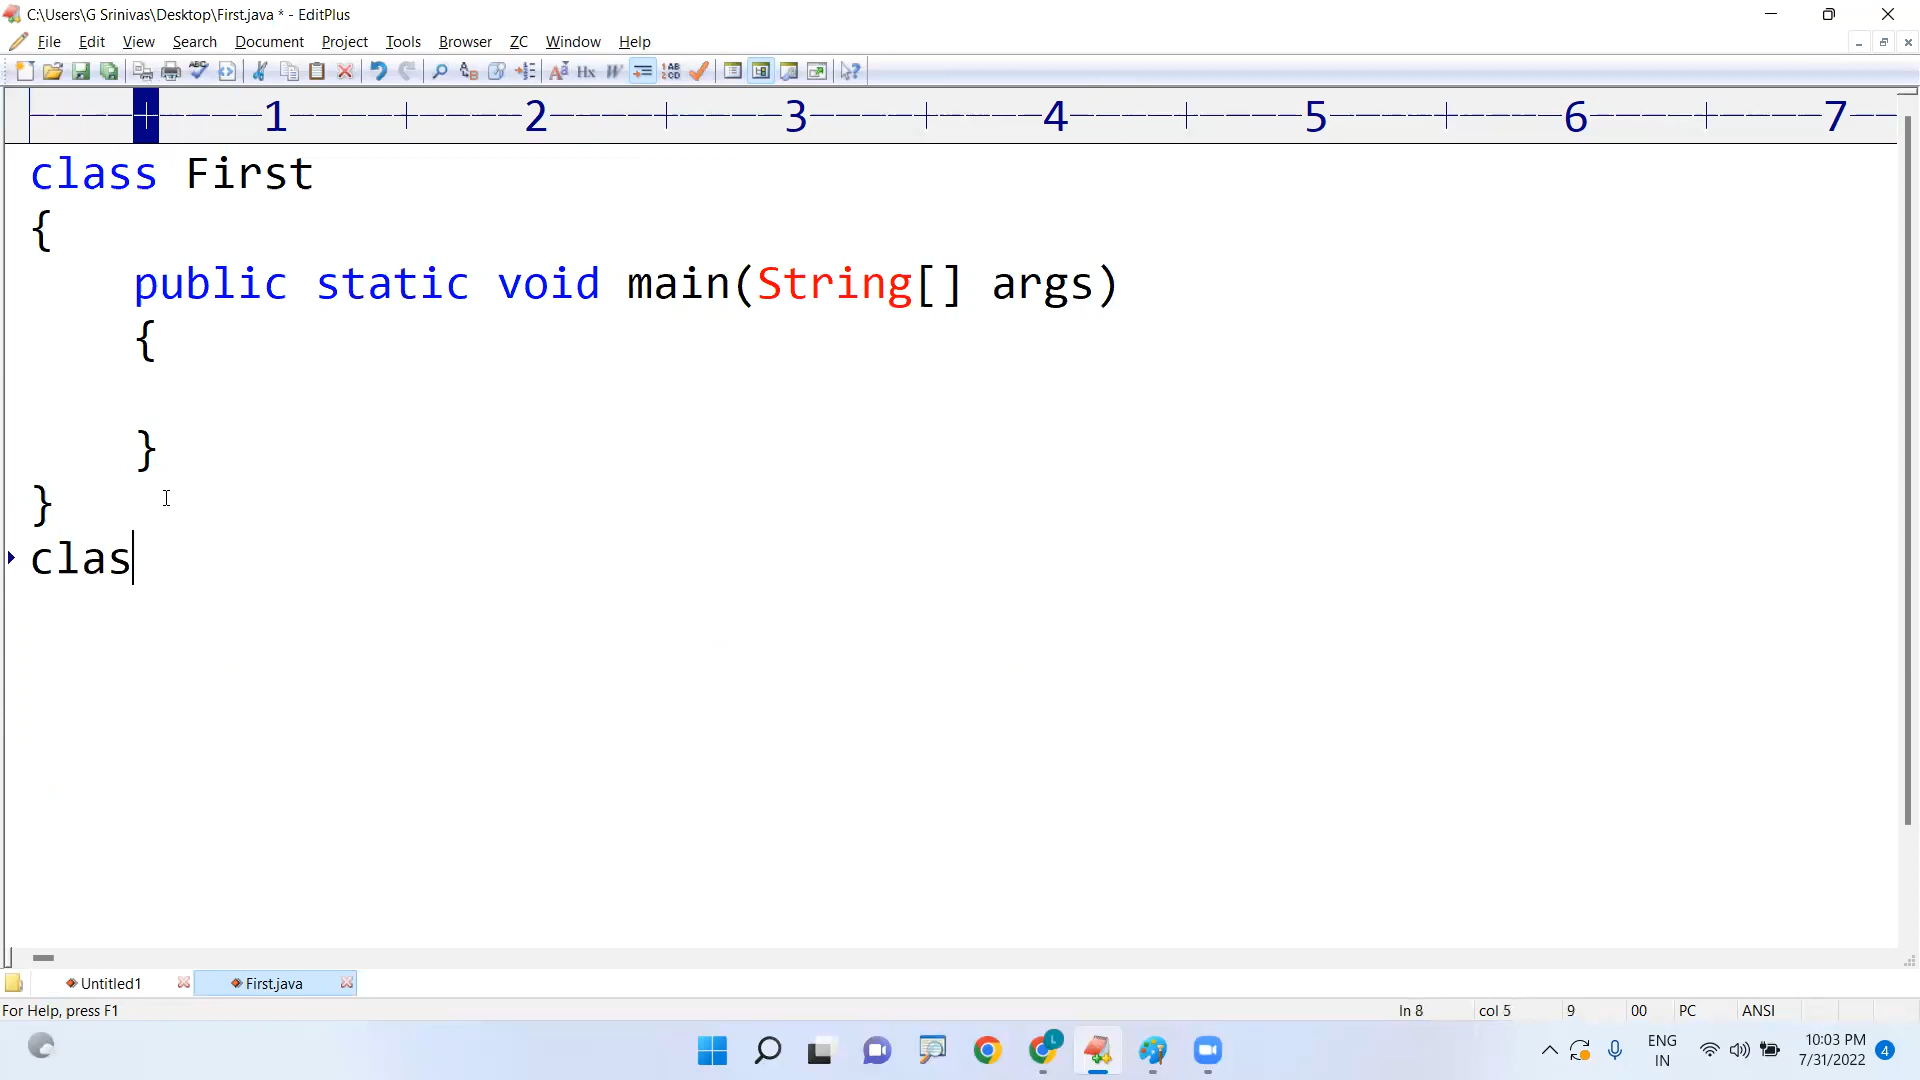 C:\Users\G Srinivas\Desktop\First.java * - EditPlus
File Edit View Search Document Project Tools Browser ZC Window Help
1 2 3 4 5 6 7
class First
{
public static void main(String[] args)
{
}
}
clas
Untitled1 First.java
For Help, press F1 ln 8 col 5 9 00 PC ANSI
ENG IN 10:03 PM 7/31/2022 4